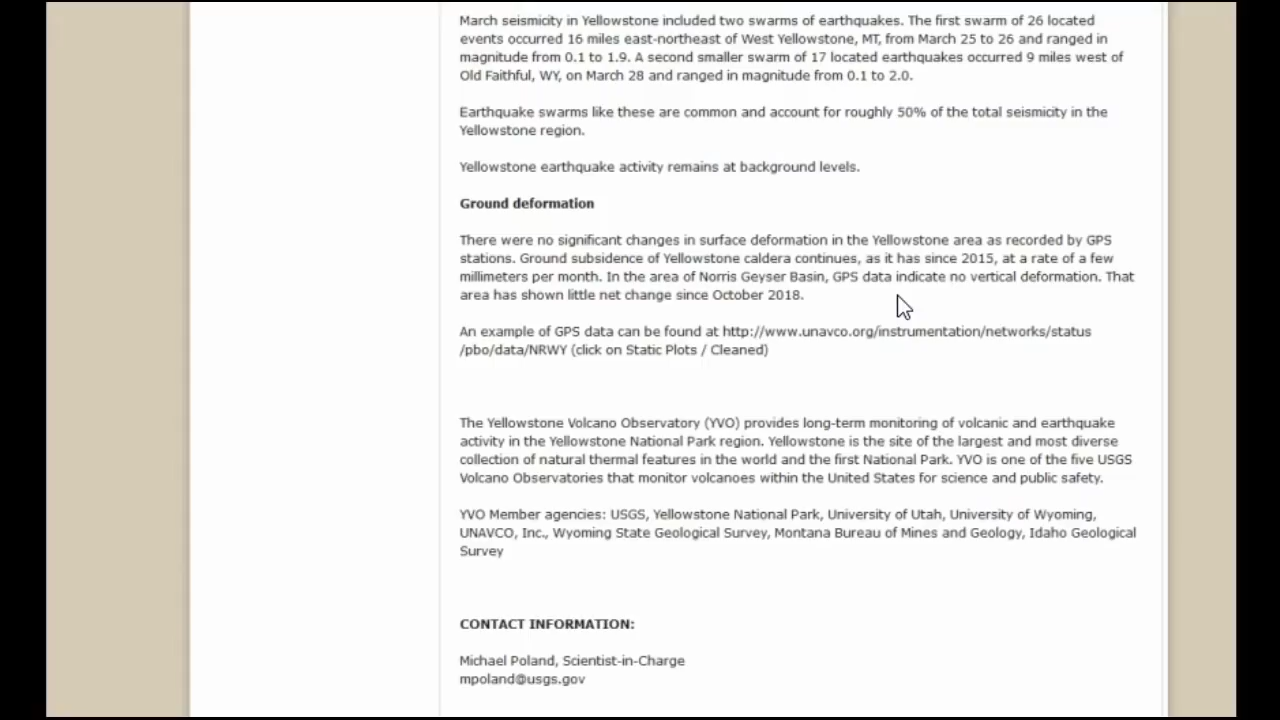 March seismicity in Yellowstone included two swarms of earthquakes. The first swarm of 26 located
events occurred 16 miles east-northeast of West Yellowstone, MT, from March 25 to 26 and ranged in
magnitude from 0.1 to 1.9. A second smaller swarm of 17 located earthquakes occurred 9 miles west of
Old Faithful, WY, on March 28 and ranged in magnitude from 0.1 to 2.0.
Earthquake swarms like these are common and account for roughly 50% of the total seismicity in the
Yellowstone region.
Yellowstone earthquake activity remains at background levels.
Ground deformation
There were no significant changes in surface deformation in the Yellowstone area as recorded by GPS
stations. Ground subsidence of Yellowstone caldera continues, as it has since 2015, at a rate of a few
millimeters per month. In the area of Norris Geyser Basin, GPS data indicate no vertical deformation. That
area has shown little net change since October 2018.
An example of GPS data can be found at http://www.unavco.org/instrumentation/networks/status
/pbo/data/NRWY (click on Static Plots / Cleaned)
The Yellowstone Volcano Observatory (YVO) provides long-term monitoring of volcanic and earthquake
activity in the Yellowstone National Park region. Yellowstone is the site of the largest and most diverse
collection of natural thermal features in the world and the first National Park. YVO is one of the five USGS
Volcano Observatories that monitor volcanoes within the United States for science and public safety.
YVO Member agencies: USGS, Yellowstone National Park, University of Utah, University of Wyoming,
UNAVCO, Inc., Wyoming State Geological Survey, Montana Bureau of Mines and Geology, Idaho Geological
Survey
CONTACT INFORMATION:
Michael Poland, Scientist-in-Charge
mpoland@usgs.gov